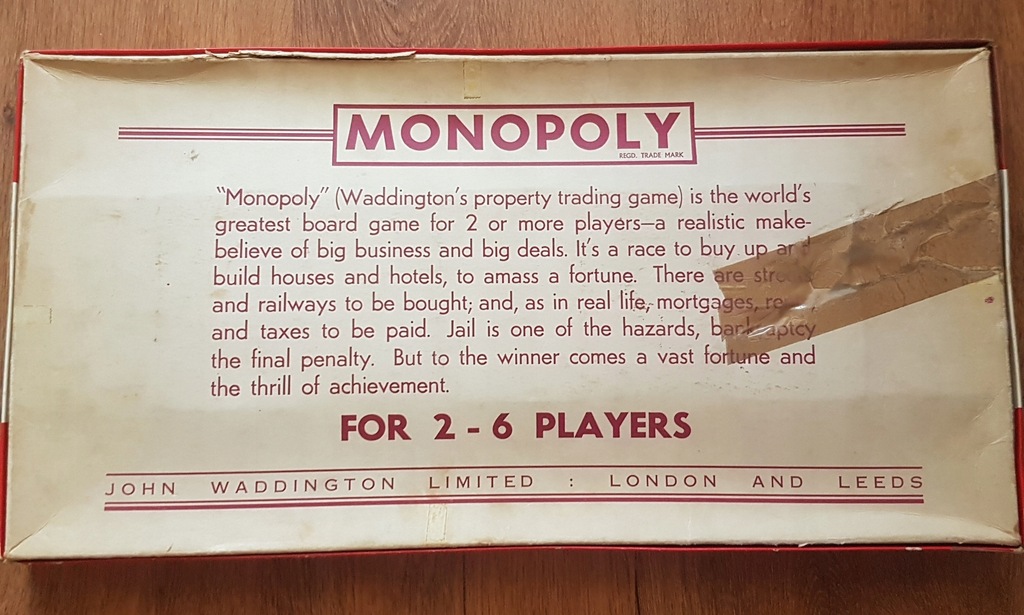 MONOPOLY
REGD. TRADE MARK
"Monopoly" (Waddington's property trading game) is the world's
greatest board game for 2 or more players—a realistic make-
believe of big business and big deals. It's a race to buy up and
build houses and hotels, to amass a fortune. There are
and railways to be bought; and, as in real life, mortgages,
and taxes to be paid. Jail is one of the hazards, bankruptcy
the final penalty. But to the winner comes a vast fortune and
the thrill of achievement.
FOR 2 - 6 PLAYERS
JOHN WADDINGTON LIMITED : LONDON AND LEEDS